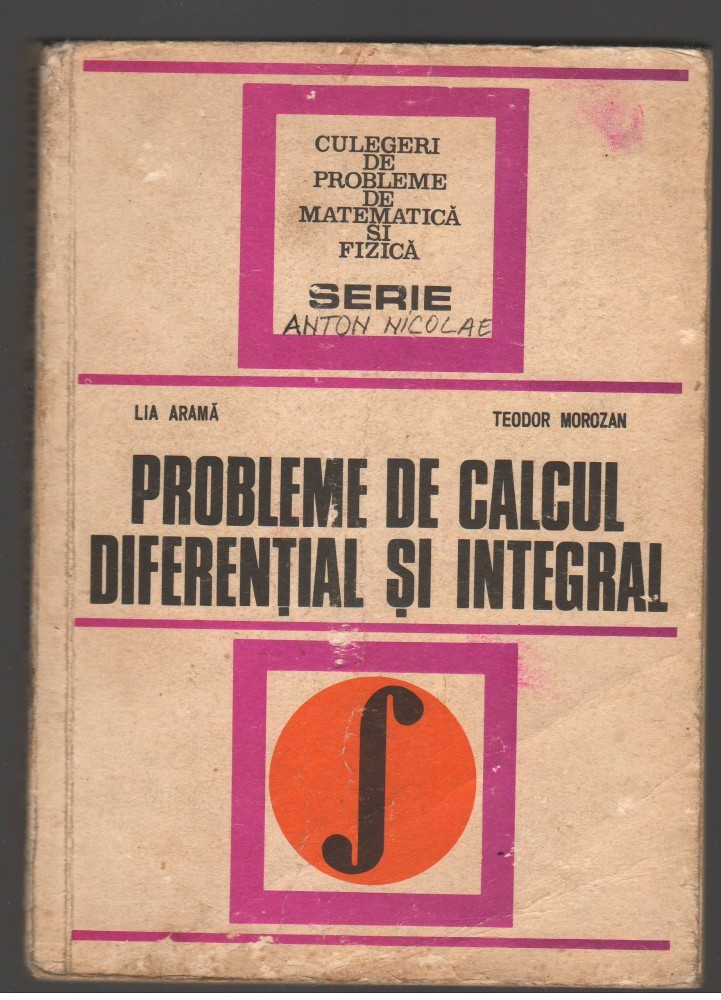 CULEGERI
DE
PROBLEME
DE
MATEMATICĂ
ȘI
FIZICĂ
SERIE
ANTON NICOLAE
LIA ARAMĂ
TEODOR MOROZAN
PROBLEME DE CALCUL
DIFERENȚIAL ȘI INTEGRAL
∫